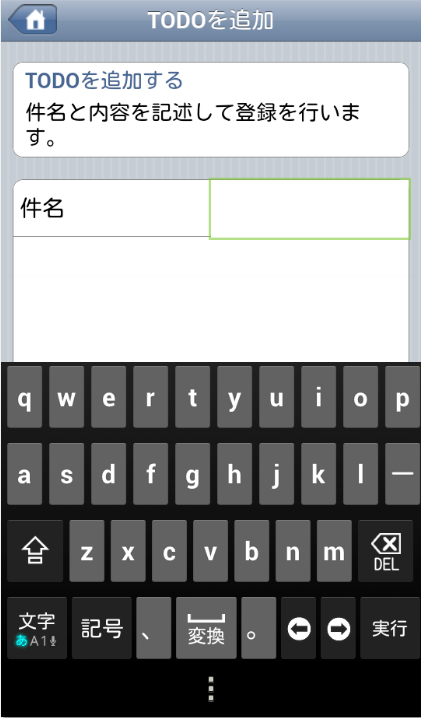 TODOを追加
TODOを追加する
件名と内容を記述して登録を行いま
す。
件名
q w e r t y u i o p
a s d f g h j k l ー
z x c v b n m DEL
文字 記号 、 変換 。 実行
あA1